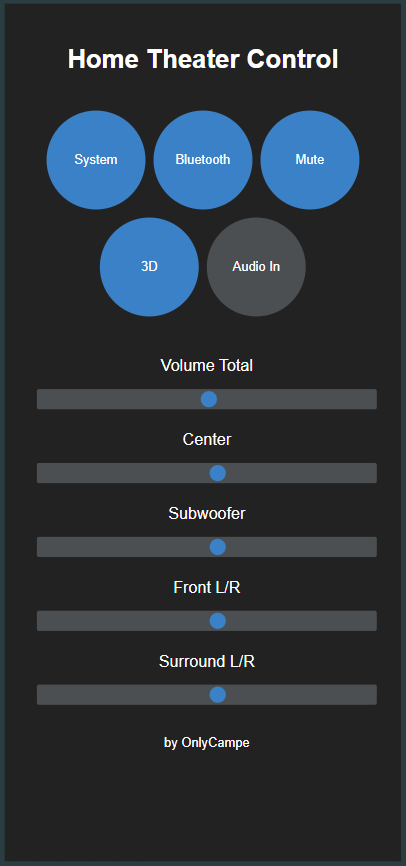 Home Theater Control
System Bluetooth Mute
3D Audio In
Volume Total
Center
Subwoofer
Front L/R
Surround L/R
by OnlyCampe